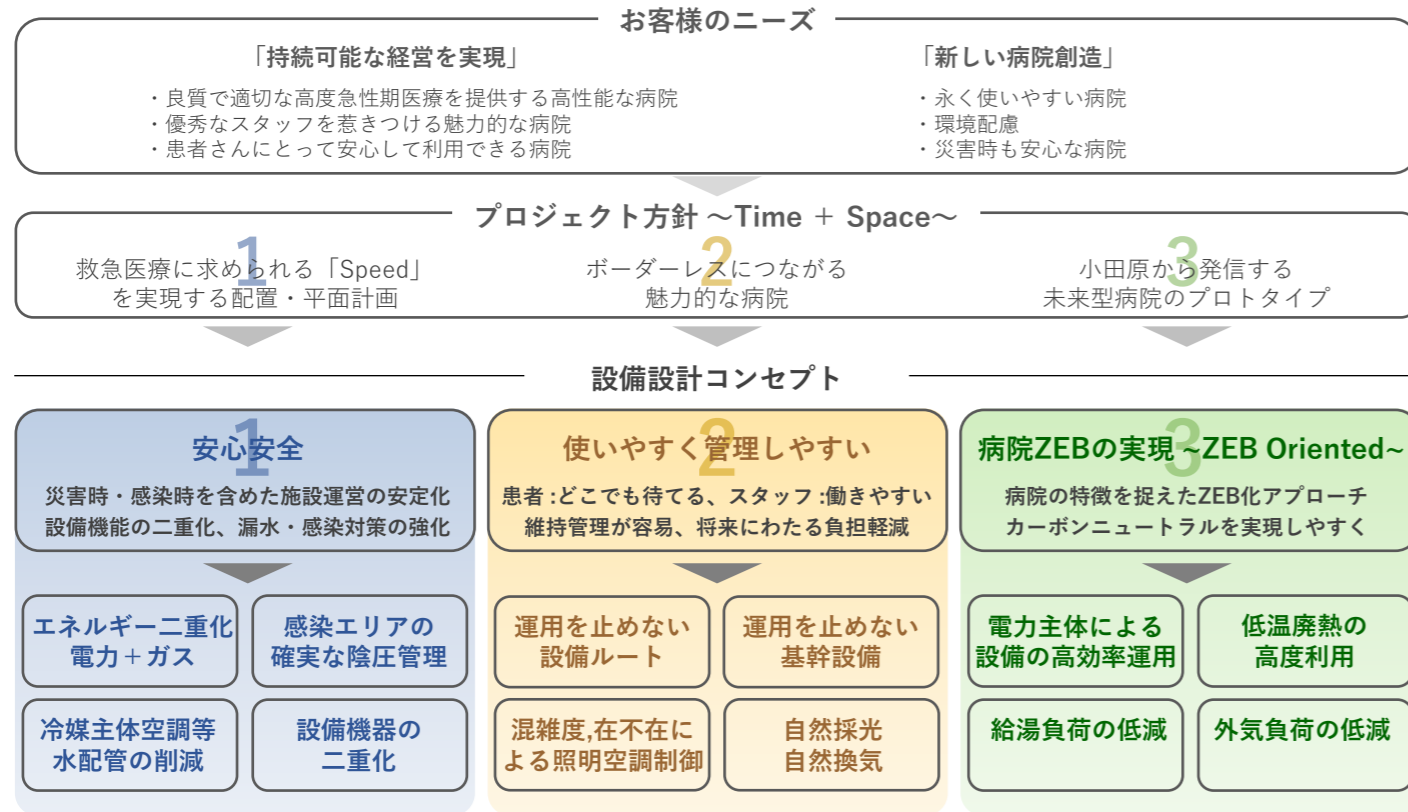 お客様のニーズ
「持続可能な経営を実現」
・良質で適切な高度急性期医療を提供する高性能な病院
・優秀なスタッフを惹きつける魅力的な病院
・患者さんにとって安心して利用できる病院
「新しい病院創造」
・永く使いやすい病院
・環境配慮
・災害時も安心な病院
プロジェクト方針 ～Time + Space～
1
救急医療に求められる「Speed」
を実現する配置・平面計画
2
ボーダーレスにつながる
魅力的な病院
3
小田原から発信する
未来型病院のプロトタイプ
設備設計コンセプト
1
安心安全
災害時・感染時を含めた施設運営の安定化
設備機能の二重化、漏水・感染対策の強化
エネルギー二重化
電力＋ガス
感染エリアの
確実な陰圧管理
冷媒主体空調等
水配管の削減
設備機器の
二重化
2
使いやすく管理しやすい
患者:どこでも待てる、スタッフ:働きやすい
維持管理が容易、将来にわたる負担軽減
運用を止めない
設備ルート
運用を止めない
基幹設備
混雑度,在不在に
よる照明空調制御
自然採光
自然換気
3
病院ZEBの実現 ~ZEB Oriented~
病院の特徴を捉えたZEB化アプローチ
カーボンニュートラルを実現しやすく
電力主体による
設備の高効率運用
低温廃熱の
高度利用
給湯負荷の低減
外気負荷の低減